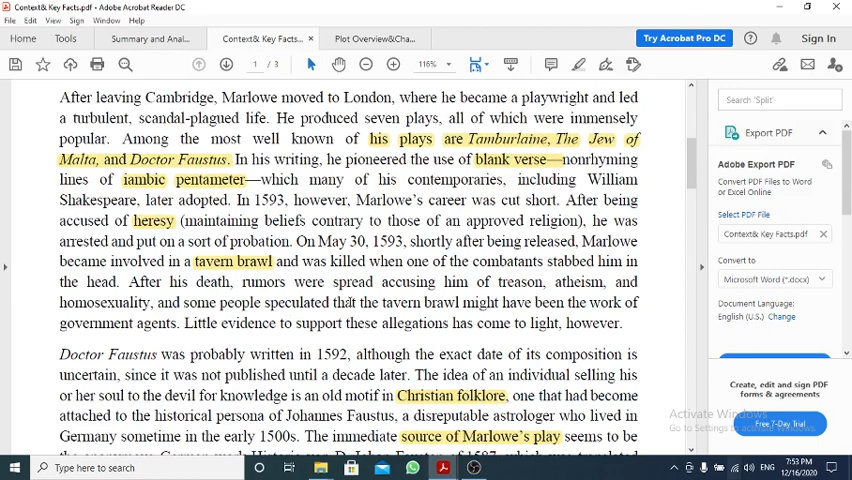 Context& Key Facts.pdf - Adobe Acrobat Reader DC
File Edit View Sign Window Help
Home Tools Summary and Anal... Context& Key Facts... × Plot Overview&Cha... Try Acrobat Pro DC Sign In
1 / 3 116%
After leaving Cambridge, Marlowe moved to London, where he became a playwright and led
a turbulent, scandal-plagued life. He produced seven plays, all of which were immensely
popular. Among the most well known of his plays are Tamburlaine, The Jew of
Malta, and Doctor Faustus. In his writing, he pioneered the use of blank verse—nonrhyming
lines of iambic pentameter—which many of his contemporaries, including William
Shakespeare, later adopted. In 1593, however, Marlowe's career was cut short. After being
accused of heresy (maintaining beliefs contrary to those of an approved religion), he was
arrested and put on a sort of probation. On May 30, 1593, shortly after being released, Marlowe
became involved in a tavern brawl and was killed when one of the combatants stabbed him in
the head. After his death, rumors were spread accusing him of treason, atheism, and
homosexuality, and some people speculated that the tavern brawl might have been the work of
government agents. Little evidence to support these allegations has come to light, however.
Doctor Faustus was probably written in 1592, although the exact date of its composition is
uncertain, since it was not published until a decade later. The idea of an individual selling his
or her soul to the devil for knowledge is an old motif in Christian folklore, one that had become
attached to the historical persona of Johannes Faustus, a disreputable astrologer who lived in
Germany sometime in the early 1500s. The immediate source of Marlowe's play seems to be
Search 'Split'
Export PDF
Adobe Export PDF
Convert PDF Files to Word
or Excel Online
Select PDF File
Context& Key Facts.pdf
Convert to
Microsoft Word (*.docx)
Document Language:
English (U.S.) Change
Create, edit and sign PDF
forms & agreements
Free 7-Day Trial
Activate Windows
Go to Settings to activate Windows.
Type here to search
ENG
7:53 PM
12/16/2020